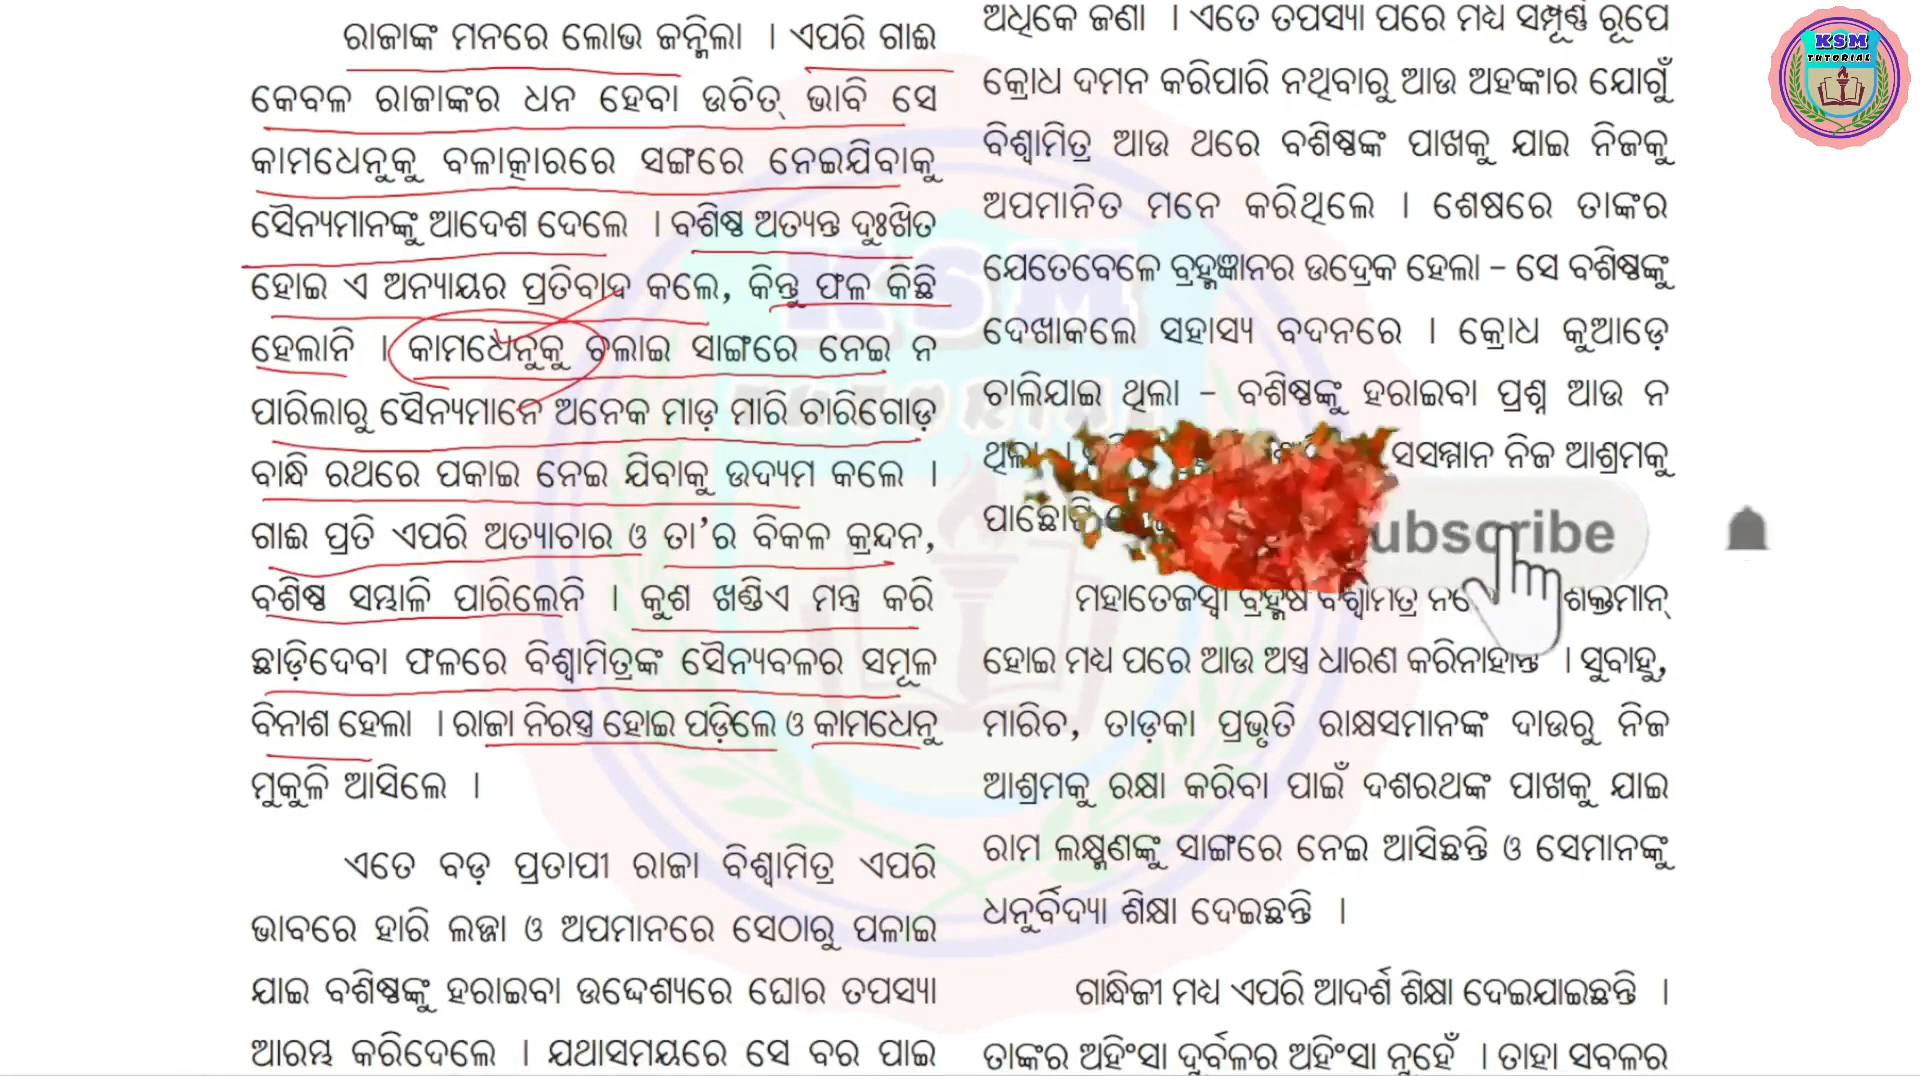 ରାଜାଙ୍କ ମନରେ ଲୋଭ ଜନ୍ମିଲା । ଏପରି ଗାଈ
କେବଳ ରାଜାଙ୍କର ଧନ ହେବା ଉଚିତ୍ ଭାବି ସେ
କାମଧେନୁକୁ ବଳାତ୍କାରରେ ସଙ୍ଗରେ ନେଇଯିବାକୁ
ସୈନ୍ୟମାନଙ୍କୁ ଆଦେଶ ଦେଲେ । ବଶିଷ୍ଠ ଅତ୍ୟନ୍ତ ଦୁଃଖିତ
ହୋଇ ଏ ଅନ୍ୟାୟର ପ୍ରତିବାଦ କଲେ, କିନ୍ତୁ ଫଳ କିଛି
ହେଲାନି । କାମଧେନୁକୁ ଚଲାଇ ସାଙ୍ଗରେ ନେଇ ନ
ପାରିଲାରୁ ସୈନ୍ୟମାନେ ଅନେକ ମାଡ଼ ମାରି ଚାରିଗୋଡ଼
ବାନ୍ଧି ରଥରେ ପକାଇ ନେଇ ଯିବାକୁ ଉଦ୍ୟମ କଲେ ।
ଗାଈ ପ୍ରତି ଏପରି ଅତ୍ୟାଚାର ଓ ତା’ର ବିକଳ କ୍ରନ୍ଦନ,
ବଶିଷ୍ଠ ସମ୍ଭାଳି ପାରିଲେନି । କୁଶ ଖଣ୍ଡିଏ ମନ୍ତ୍ର କରି
ଛାଡ଼ିଦେବା ଫଳରେ ବିଶ୍ୱାମିତ୍ରଙ୍କ ସୈନ୍ୟବଳର ସମୂଳ
ବିନାଶ ହେଲା । ରାଜା ନିରସ୍ତ୍ର ହୋଇ ପଡ଼ିଲେ ଓ କାମଧେନୁ
ମୁକୁଳି ଆସିଲେ ।
ଏତେ ବଡ଼ ପ୍ରତାପୀ ରାଜା ବିଶ୍ୱାମିତ୍ର ଏପରି
ଭାବରେ ହାରି ଲଜ୍ଜା ଓ ଅପମାନରେ ସେଠାରୁ ପଳାଇ
ଯାଇ ବଶିଷ୍ଠଙ୍କୁ ହରାଇବା ଉଦ୍ଦେଶ୍ୟରେ ଘୋର ତପସ୍ୟା
ଆରମ୍ଭ କରିଦେଲେ । ଯଥାସମୟରେ ସେ ବର ପାଇ
ଅଧିକେ ଜଣା । ଏତେ ତପସ୍ୟା ପରେ ମଧ୍ୟ ସମ୍ପୂର୍ଣ୍ଣ ରୂପେ
କ୍ରୋଧ ଦମନ କରିପାରି ନଥିବାରୁ ଆଉ ଅହଙ୍କାର ଯୋଗୁଁ
ବିଶ୍ୱାମିତ୍ର ଆଉ ଥରେ ବଶିଷ୍ଠଙ୍କ ପାଖକୁ ଯାଇ ନିଜକୁ
ଅପମାନିତ ମନେ କରିଥିଲେ । ଶେଷରେ ତାଙ୍କର
ଯେତେବେଳେ ବ୍ରହ୍ମଜ୍ଞାନର ଉଦ୍ରେକ ହେଲା – ସେ ବଶିଷ୍ଠଙ୍କୁ
ଦେଖାକଲେ ସହାସ୍ୟ ବଦନରେ । କ୍ରୋଧ କୁଆଡ଼େ
ଚାଲିଯାଇ ଥିଲା – ବଶିଷ୍ଠଙ୍କୁ ହରାଇବା ପ୍ରଶ୍ନ ଆଉ ନ
ଥିଲା । ସସମ୍ମାନ ନିଜ ଆଶ୍ରମକୁ
ubscribe
ମହାତେଜସ୍ୱୀ ବ୍ରହ୍ମର୍ଷି ବିଶ୍ୱାମିତ୍ର ଶକ୍ତିମାନ୍
ହୋଇ ମଧ୍ୟ ପରେ ଆଉ ଅସ୍ତ୍ର ଧାରଣ କରିନାହାନ୍ତି । ସୁବାହୁ,
ମାରିଚ, ତାଡ଼କା ପ୍ରଭୃତି ରାକ୍ଷସମାନଙ୍କ ଦାଉରୁ ନିଜ
ଆଶ୍ରମକୁ ରକ୍ଷା କରିବା ପାଇଁ ଦଶରଥଙ୍କ ପାଖକୁ ଯାଇ
ରାମ ଲକ୍ଷ୍ମଣଙ୍କୁ ସାଙ୍ଗରେ ନେଇ ଆସିଛନ୍ତି ଓ ସେମାନଙ୍କୁ
ଧନୁର୍ବିଦ୍ୟା ଶିକ୍ଷା ଦେଇଛନ୍ତି ।
ଗାନ୍ଧିଜୀ ମଧ୍ୟ ଏପରି ଆଦର୍ଶ ଶିକ୍ଷା ଦେଇଯାଇଛନ୍ତି ।
ତାଙ୍କର ଅହିଂସା ଦୁର୍ବଳର ଅହିଂସା ନୁହେଁ । ତାହା ସବଳର
KSM
TUTORIAL
KSM
TUTORIAL